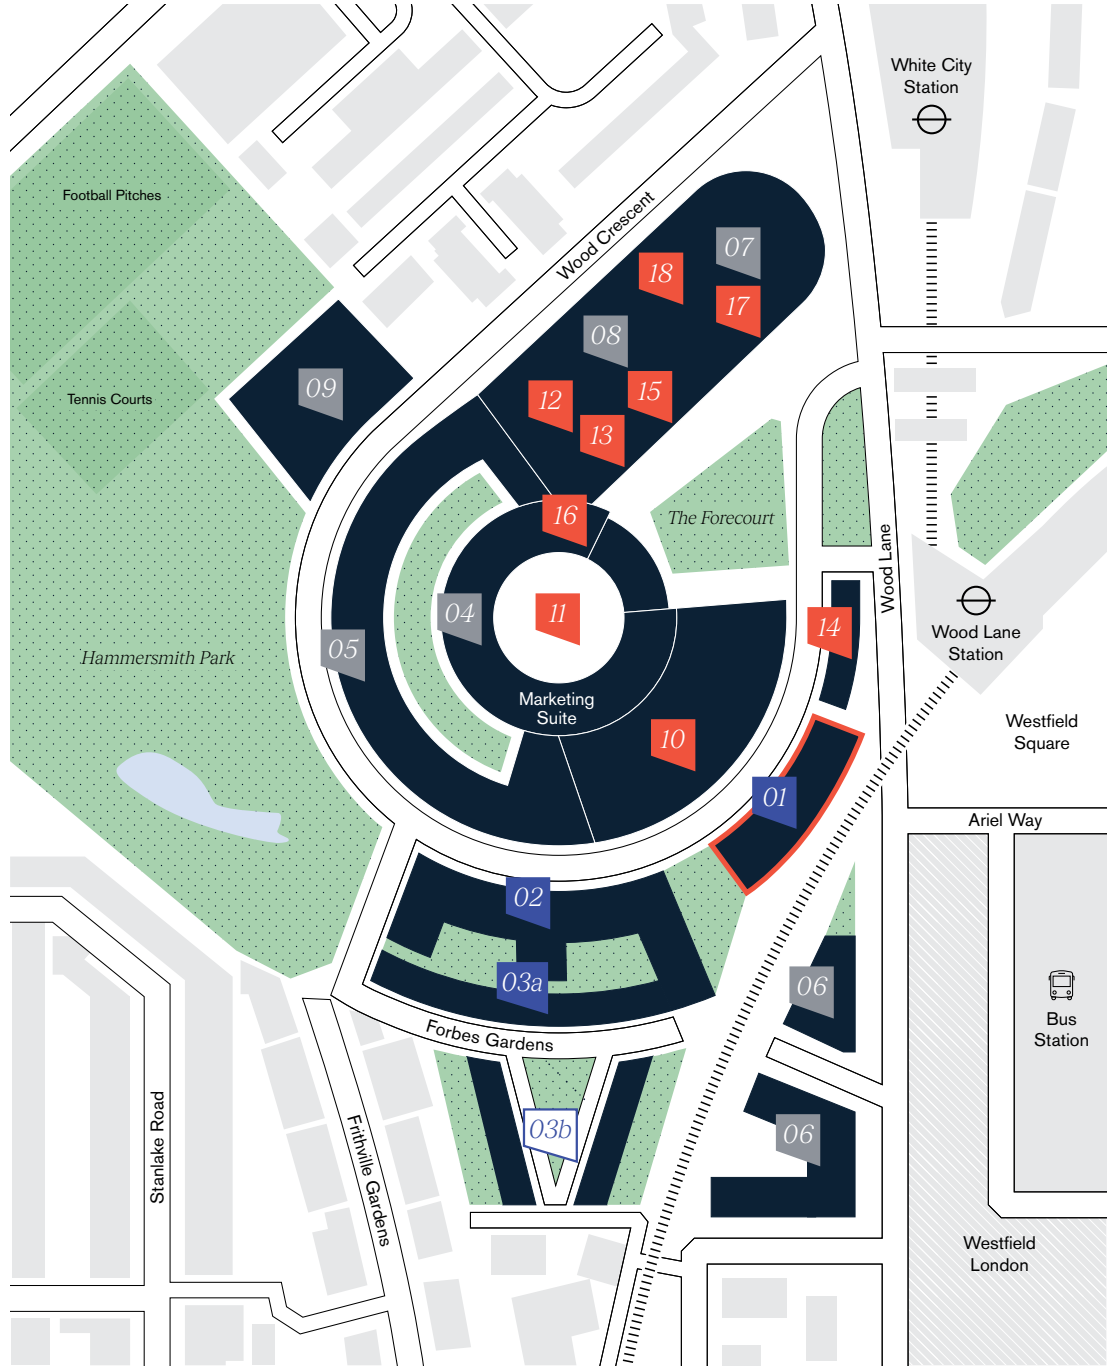 White City
Station
Football Pitches
Wood Crescent
07
18
17
08
09
12
15
Tennis Courts
13
16
The Forecourt
Wood Lane
04
11
14
Wood Lane
Station
05
Hammersmith Park
Marketing
Suite
10
Westfield
Square
01
Ariel Way
02
03a
06
Bus
Station
Forbes Gardens
03b
06
Stanlake Road
Frithville Gardens
Westfield
London